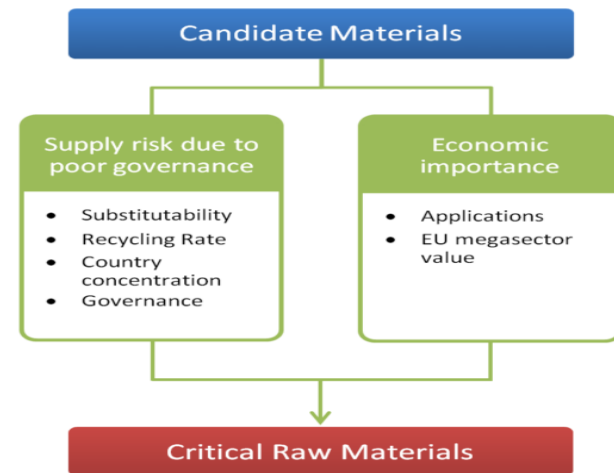 Candidate Materials
Supply risk due to
poor governance
• Substitutability
• Recycling Rate
• Country
concentration
• Governance
Economic
importance
• Applications
• EU megasector
value
Critical Raw Materials